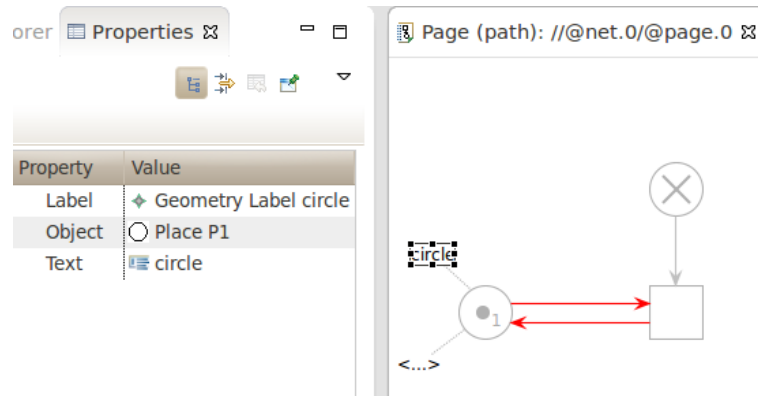 orer Properties
Page (path): //@net.0/@page.0
Property Value
Label Geometry Label circle
Object Place P1
Text circle
circle
1
<...>